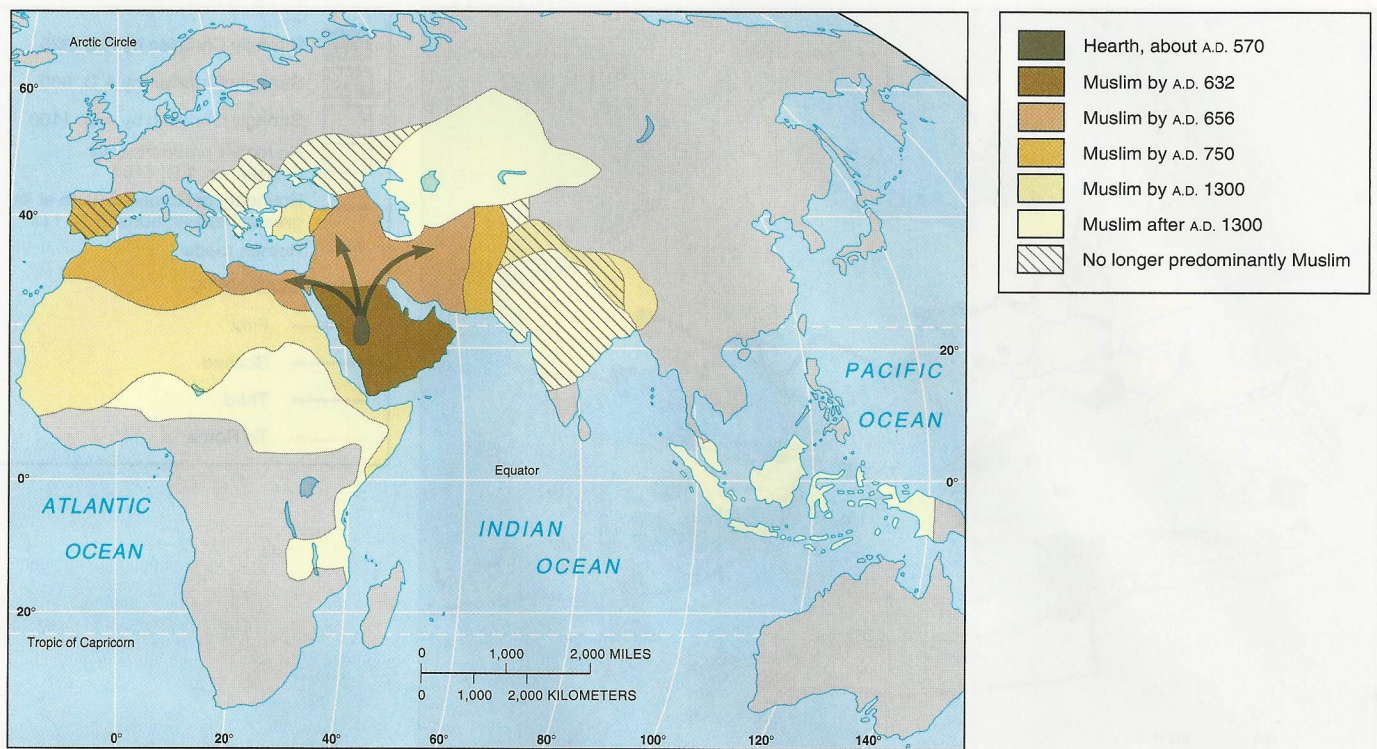 Arctic Circle
60°
40°
20°
0°
0°
20°
Equator
Tropic of Capricorn
ATLANTIC
OCEAN
INDIAN
OCEAN
PACIFIC
OCEAN
0 1,000 2,000 MILES
0 1,000 2,000 KILOMETERS
0° 20° 40° 60° 80° 100° 120° 140°
Hearth, about A.D. 570
Muslim by A.D. 632
Muslim by A.D. 656
Muslim by A.D. 750
Muslim by A.D. 1300
Muslim after A.D. 1300
No longer predominantly Muslim